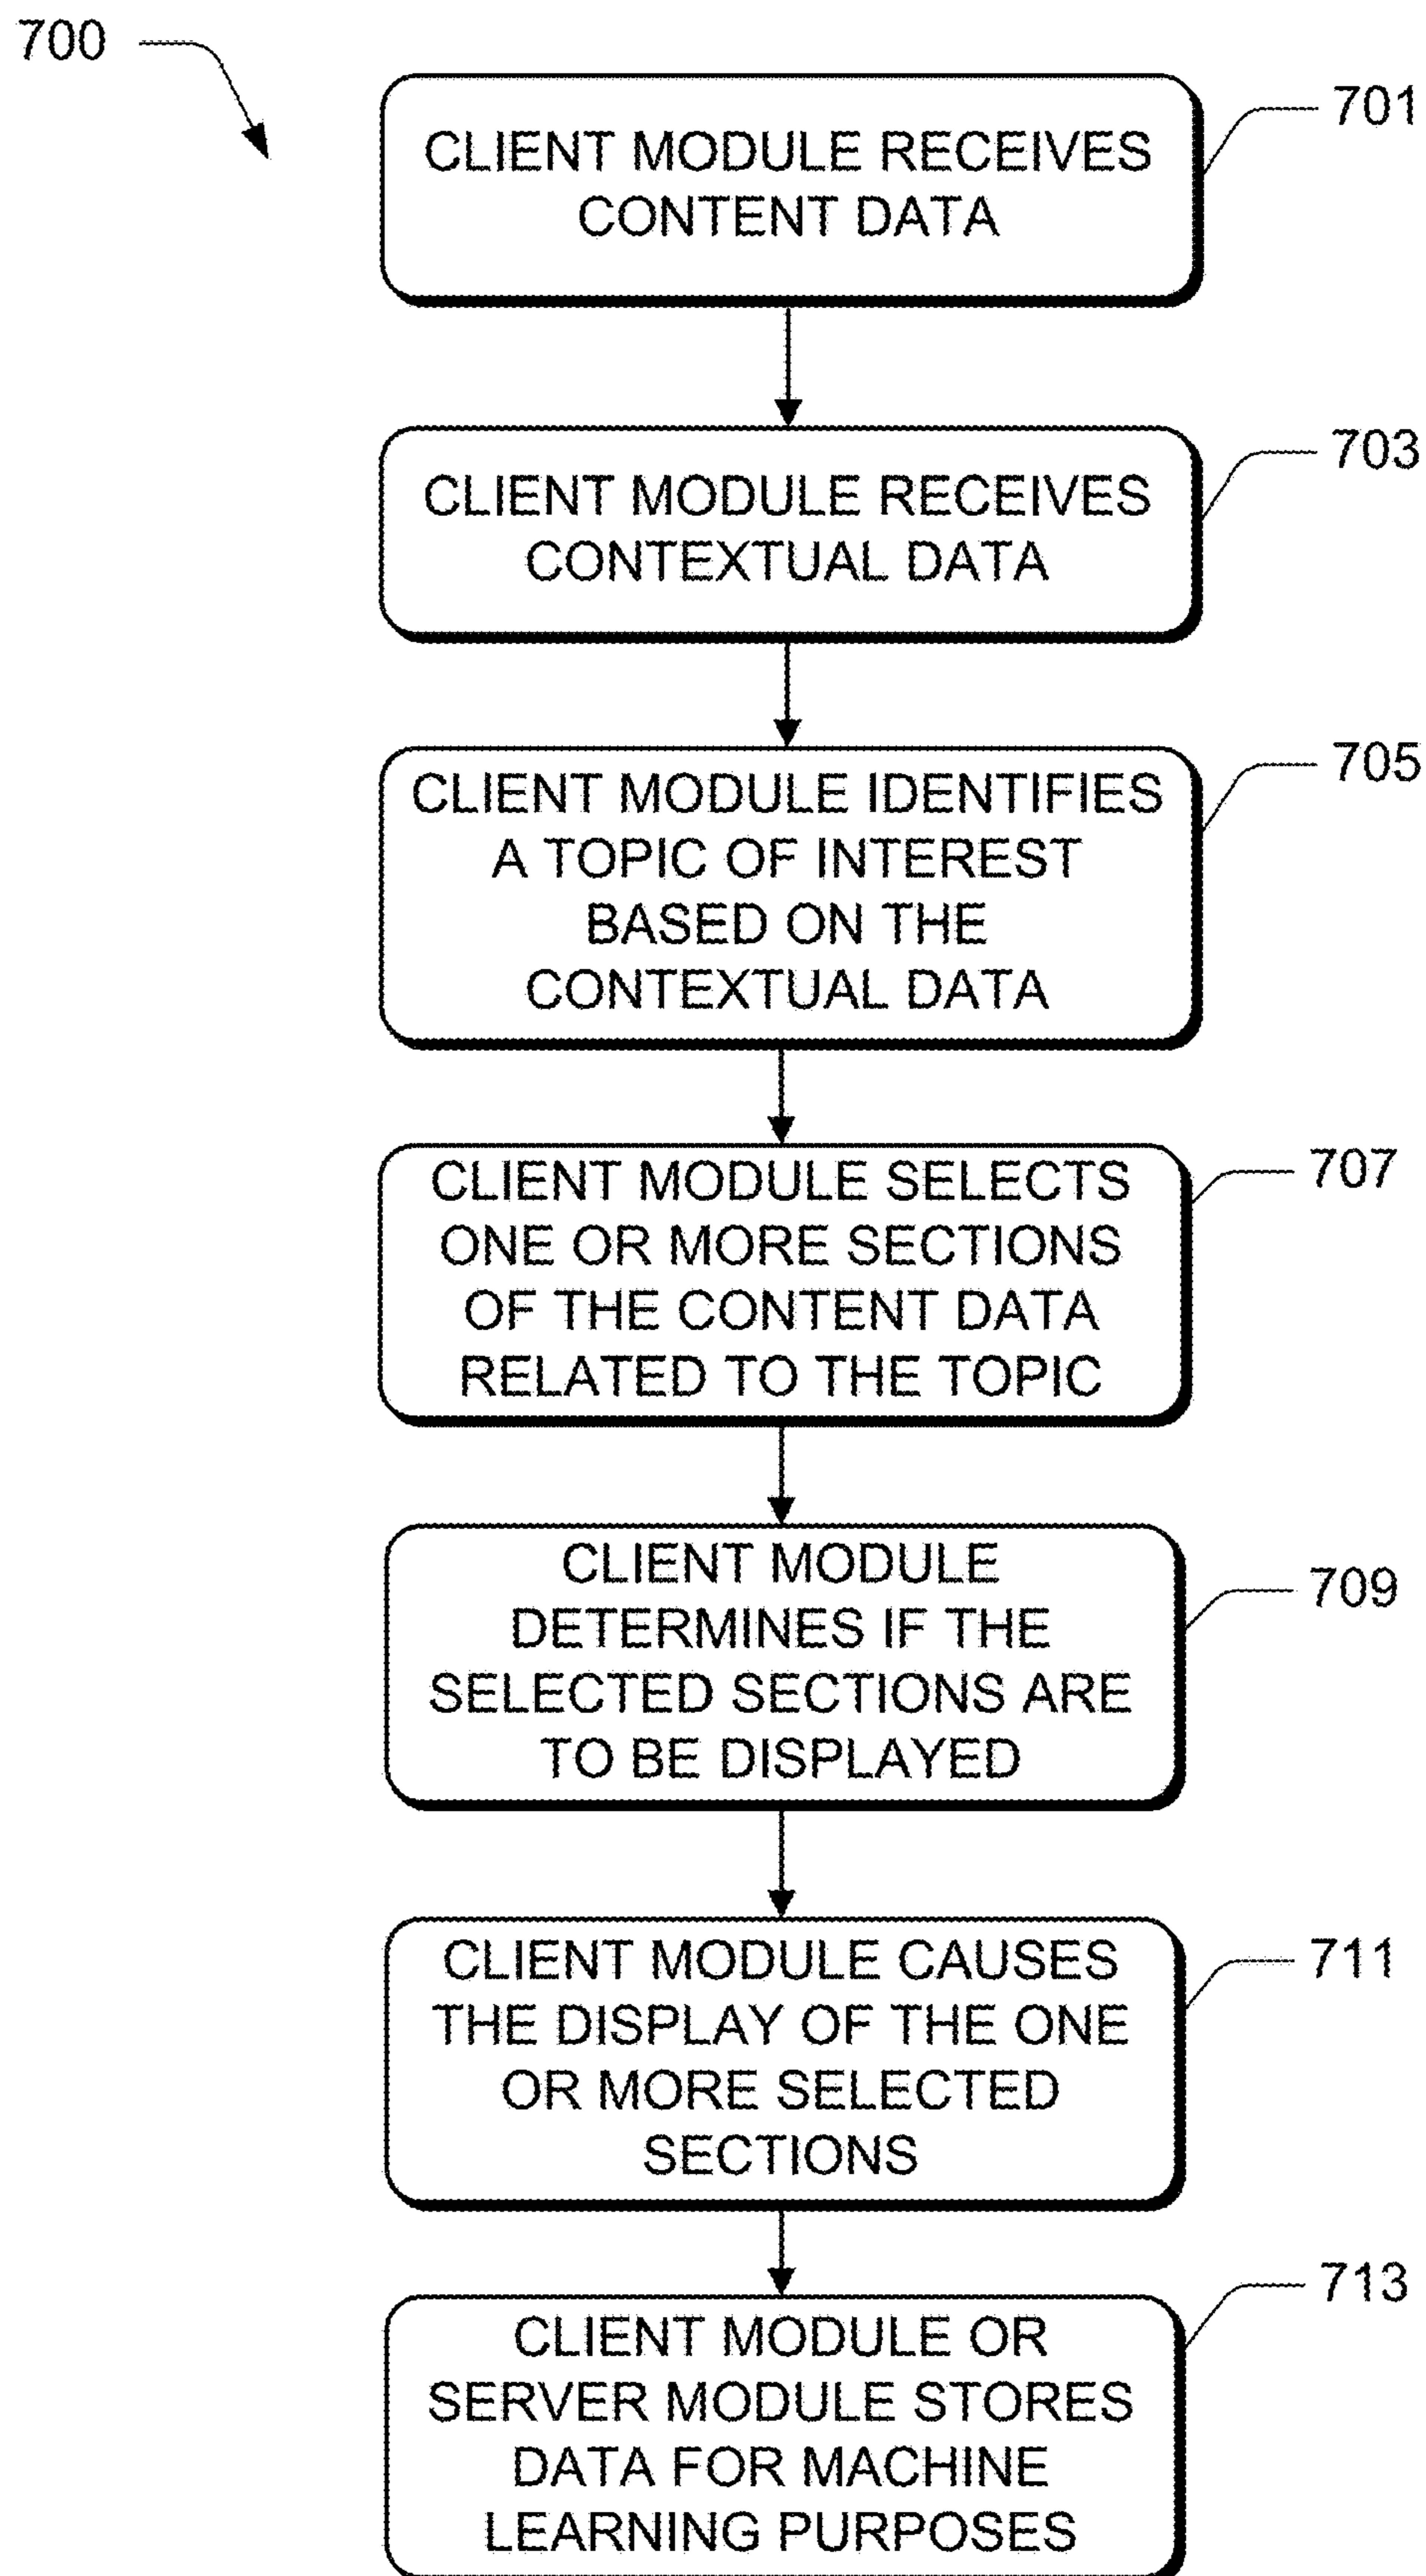 700
701
CLIENT MODULE RECEIVES
CONTENT DATA
703
CLIENT MODULE RECEIVES
CONTEXTUAL DATA
705
CLIENT MODULE IDENTIFIES
A TOPIC OF INTEREST
BASED ON THE
CONTEXTUAL DATA
707
CLIENT MODULE SELECTS
ONE OR MORE SECTIONS
OF THE CONTENT DATA
RELATED TO THE TOPIC
709
CLIENT MODULE
DETERMINES IF THE
SELECTED SECTIONS ARE
TO BE DISPLAYED
711
CLIENT MODULE CAUSES
THE DISPLAY OF THE ONE
OR MORE SELECTED
SECTIONS
713
CLIENT MODULE OR
SERVER MODULE STORES
DATA FOR MACHINE
LEARNING PURPOSES